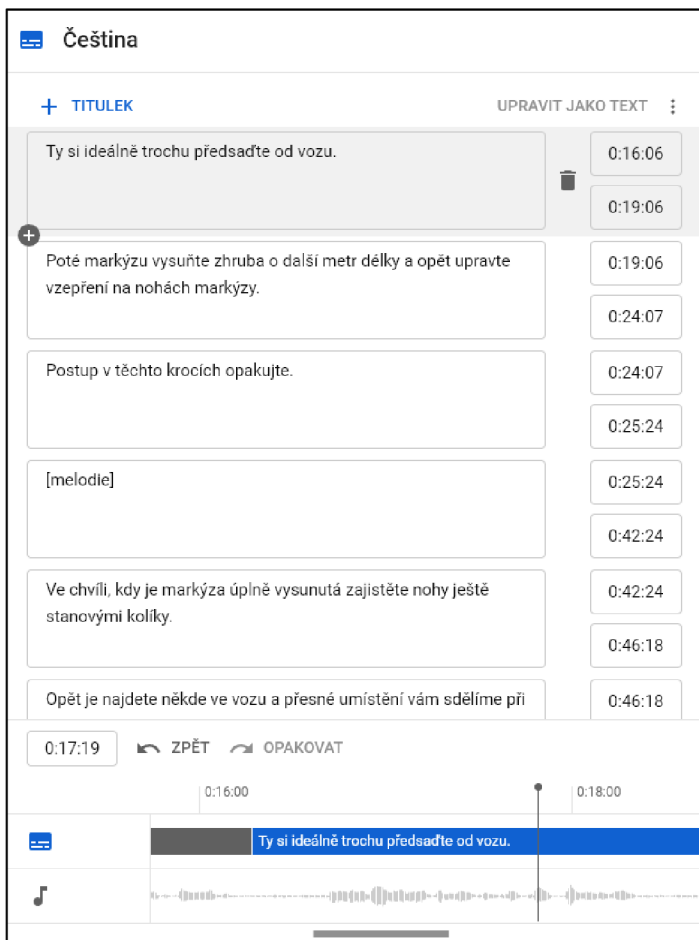 Čeština
+ TITULEK
UPRAVIT JAKO TEXT
Ty si ideálně trochu předsaďte od vozu.
0:16:06
0:19:06
Poté markýzu vysuňte zhruba o další metr délky a opět upravte
vzepření na nohách markýzy.
0:19:06
0:24:07
Postup v těchto krocích opakujte.
0:24:07
0:25:24
[melodie]
0:25:24
0:42:24
Ve chvíli, kdy je markýza úplně vysunutá zajistěte nohy ještě
stanovými kolíky.
0:42:24
0:46:18
Opět je najdete někde ve vozu a přesné umístění vám sdělíme při
0:46:18
0:17:19
ZPĚT
OPAKOVAT
0:16:00
0:18:00
Ty si ideálně trochu předsaďte od vozu.